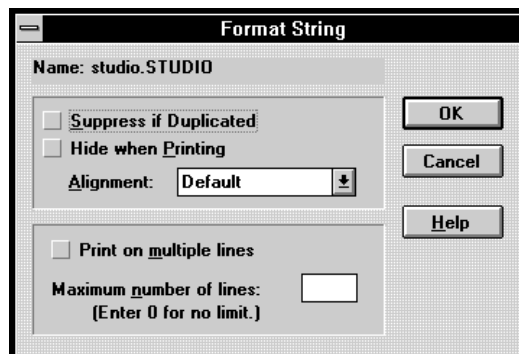 Format String
Name: studio.STUDIO
Suppress if Duplicated
Hide when Printing
Alignment: Default
Print on multiple lines
Maximum number of lines:
(Enter 0 for no limit.)
OK
Cancel
Help